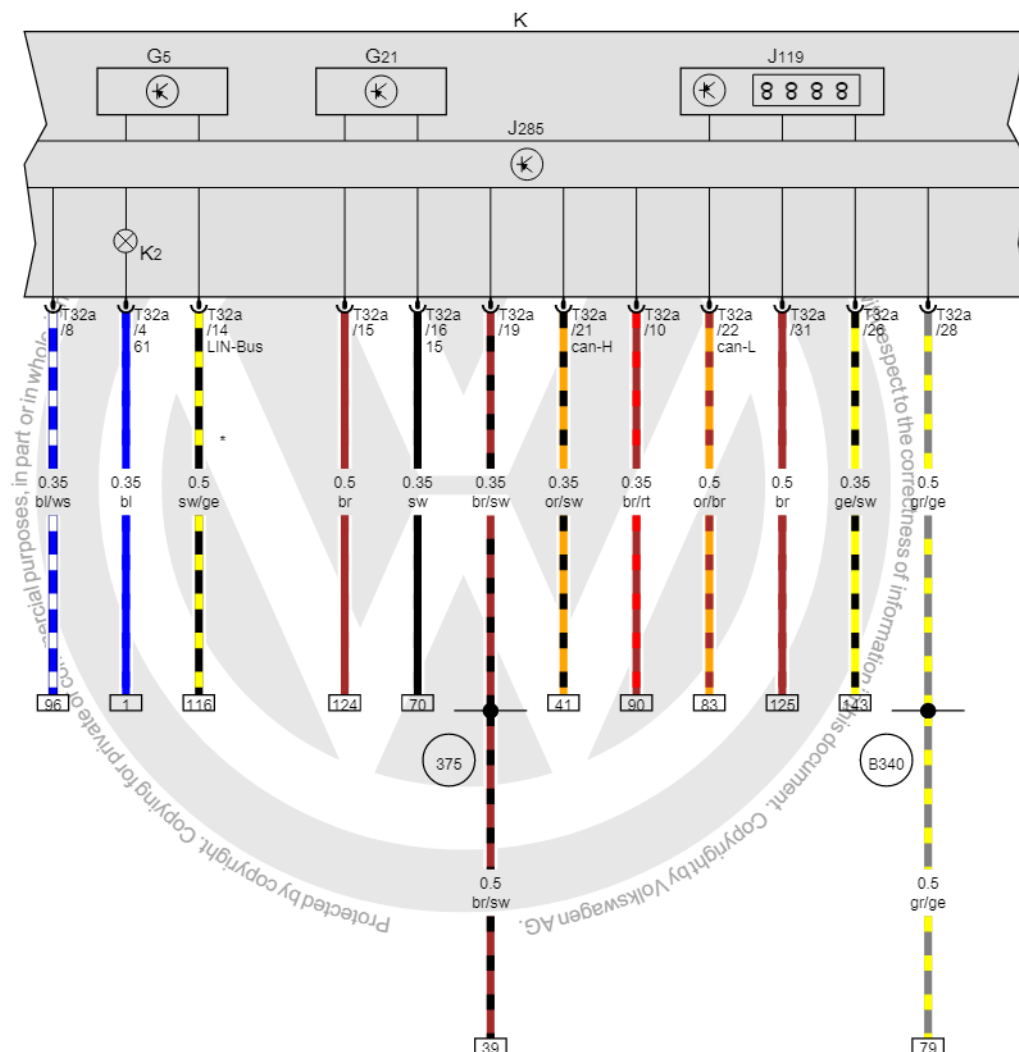 K
G5
G21
J119
8 8 8 8
J285
K2
T32a
/8
T32a
/4
61
T32a
/14
LIN-Bus
*
T32a
/15
T32a
/16
15
T32a
/19
T32a
/21
can-H
T32a
/10
T32a
/22
can-L
T32a
/31
T32a
/26
T32a
/28
0.35
bl/ws
0.35
bl
0.5
sw/ge
0.5
br
0.35
sw
0.35
br/sw
0.35
or/sw
0.35
br/rt
0.5
or/br
0.5
br
0.35
ge/sw
0.5
gr/ge
96
1
116
124
70
41
90
83
125
143
375
B340
0.5
br/sw
0.5
gr/ge
39
79
Protected by copyright. Copying for private or commercial purposes, in part or in whole,
with respect to the correctness of information in this document. Copyright by Volkswagen AG.